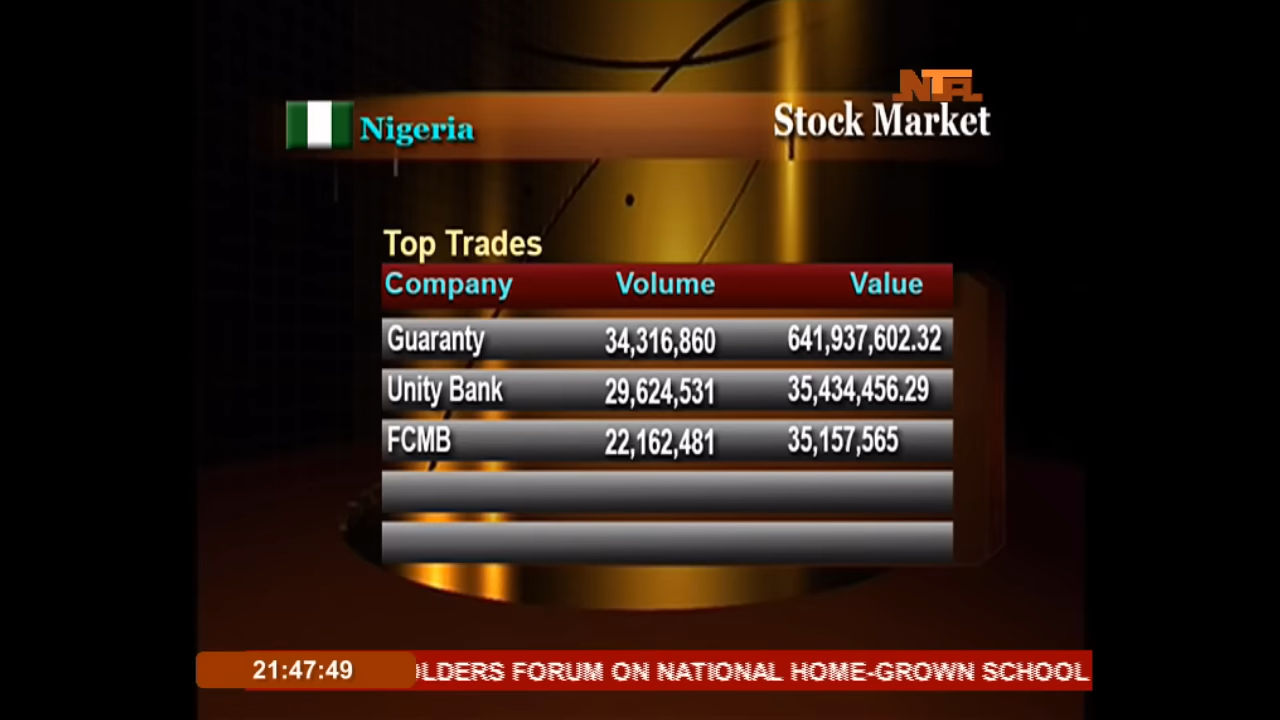 NTA
Nigeria
Stock Market
Top Trades
Company Volume Value
Guaranty 34,316,860 641,937,602.32
Unity Bank 29,624,531 35,434,456.29
FCMB 22,162,481 35,157,565
21:47:49 OLDERS FORUM ON NATIONAL HOME-GROWN SCHOOL